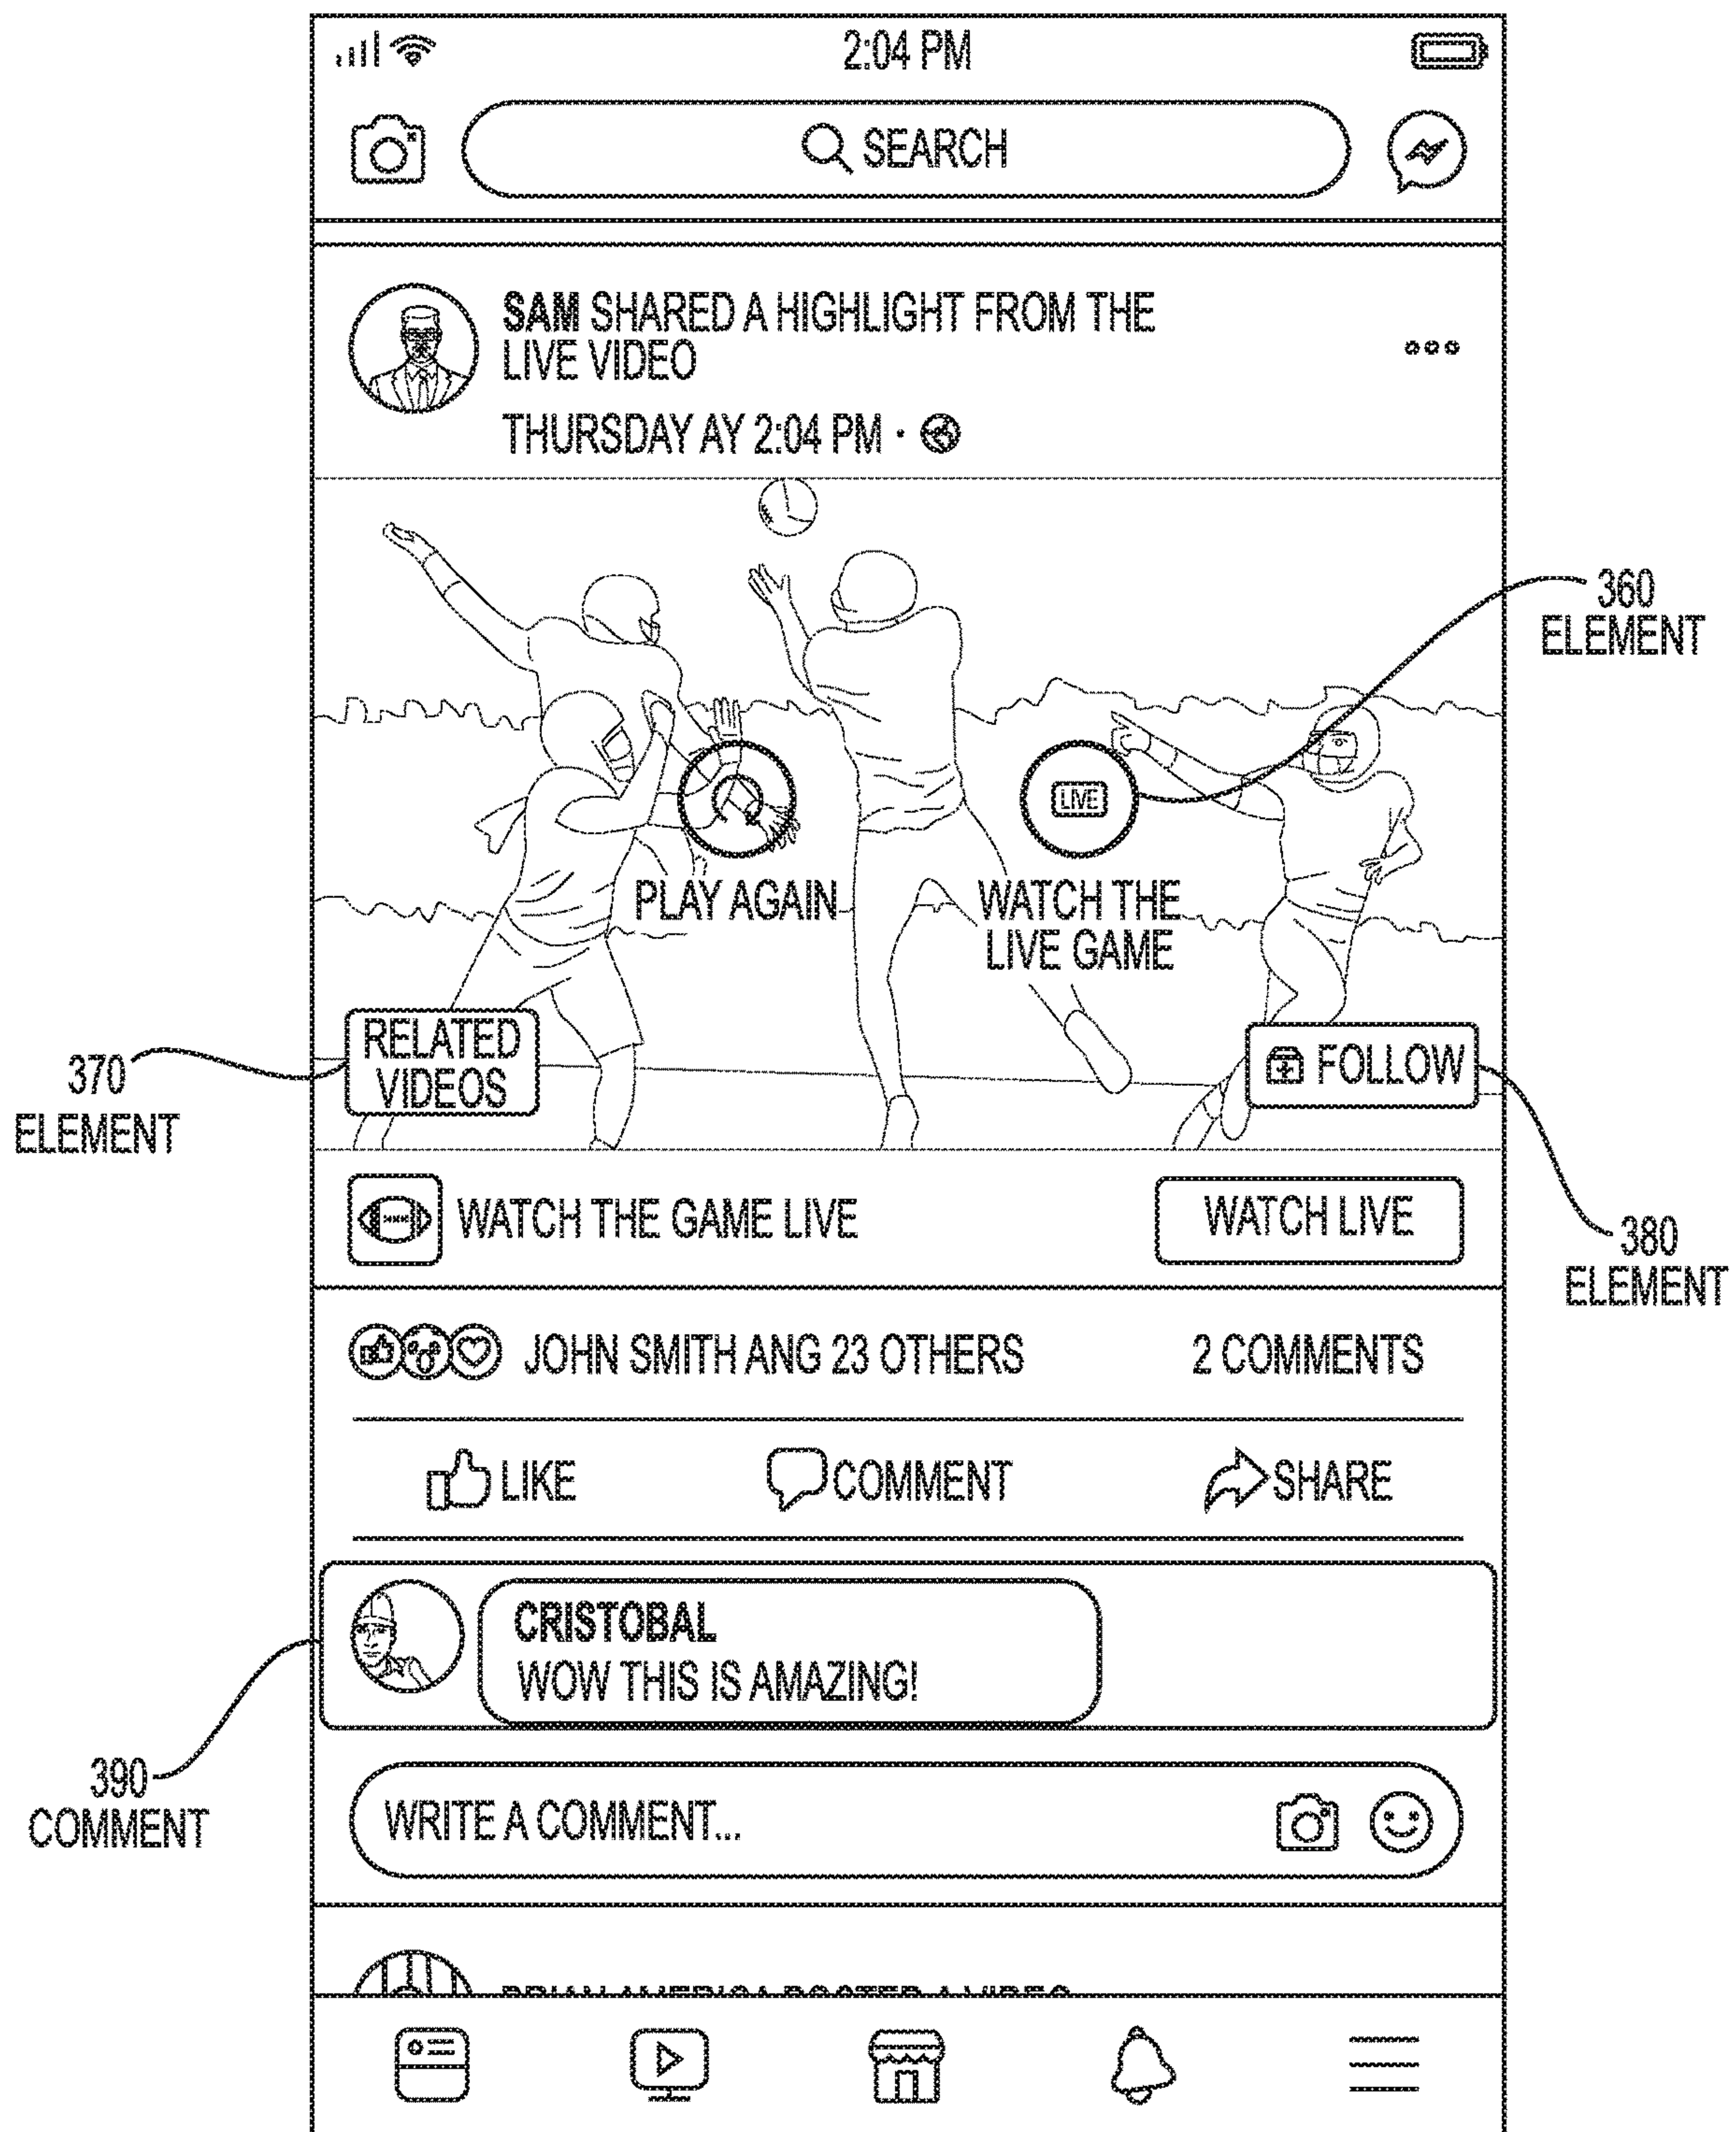 2:04 PM
SEARCH
SAM SHARED A HIGHLIGHT FROM THE
LIVE VIDEO
THURSDAY AY 2:04 PM ·
360
ELEMENT
LIVE
PLAY AGAIN
WATCH THE
LIVE GAME
RELATED
VIDEOS
FOLLOW
370
ELEMENT
WATCH THE GAME LIVE
WATCH LIVE
380
ELEMENT
JOHN SMITH ANG 23 OTHERS
2 COMMENTS
LIKE
COMMENT
SHARE
CRISTOBAL
WOW THIS IS AMAZING!
390
COMMENT
WRITE A COMMENT...